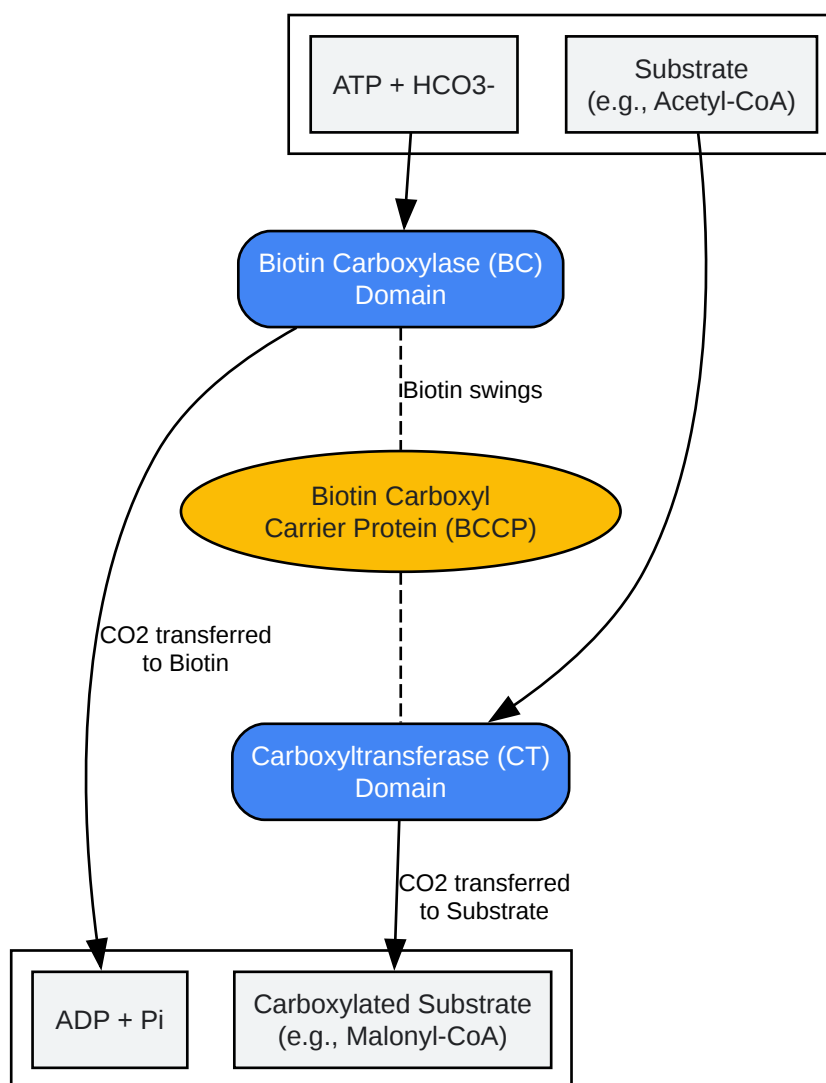 ATP + HCO3-
Substrate
(e.g., Acetyl-CoA)
Biotin Carboxylase (BC)
Domain
Biotin swings
Biotin Carboxyl
Carrier Protein (BCCP)
CO2 transferred
to Biotin
Carboxyltransferase (CT)
Domain
CO2 transferred
to Substrate
ADP + Pi
Carboxylated Substrate
(e.g., Malonyl-CoA)